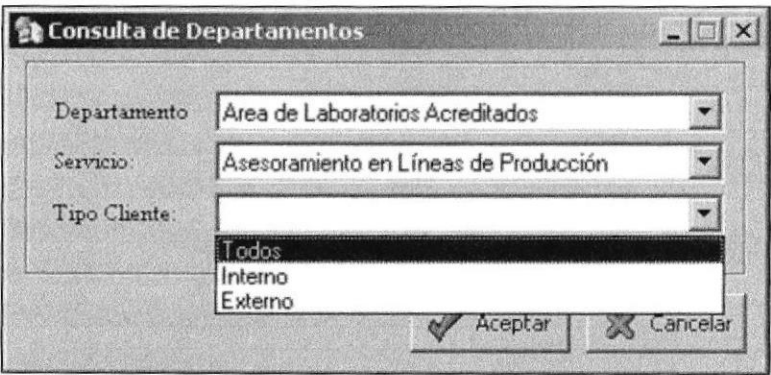 Consulta de Departamentos
Departamento Area de Laboratorios Acreditados
Servicio: Asesoramiento en Líneas de Producción
Tipo Cliente:
Todos
Interno
Externo
Aceptar Cancelar